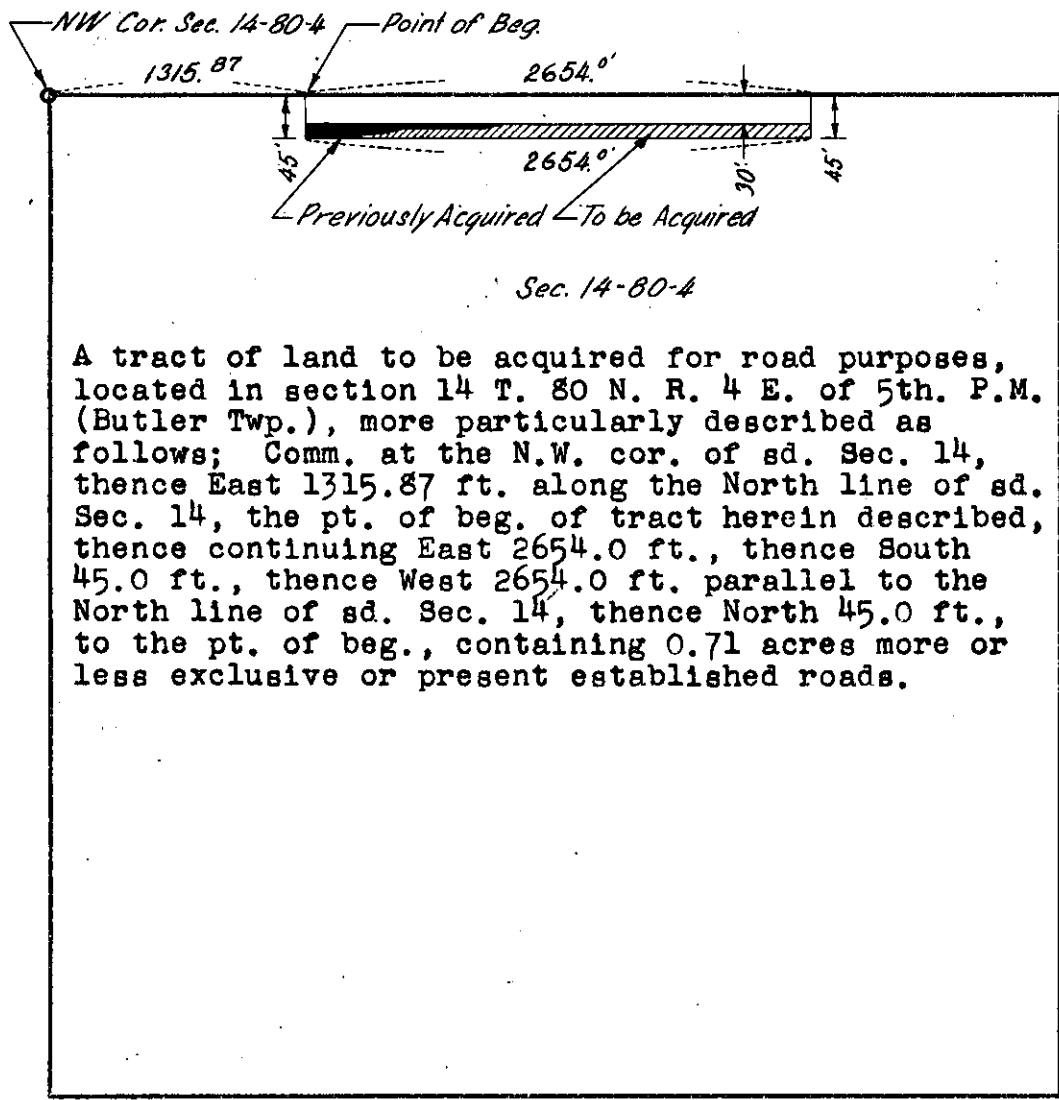 NW Cor. Sec. 14-80-4
Point of Beg.
1315.87
2654.0'
45'
2654.0'
30'
45'
Previously Acquired
To be Acquired
Sec. 14-80-4
A tract of land to be acquired for road purposes,
located in section 14 T. 80 N. R. 4 E. of 5th. P.M.
(Butler Twp.), more particularly described as
follows; Comm. at the N.W. cor. of sd. Sec. 14,
thence East 1315.87 ft. along the North line of sd.
Sec. 14, the pt. of beg. of tract herein described,
thence continuing East 2654.0 ft., thence South
45.0 ft., thence West 2654.0 ft. parallel to the
North line of sd. Sec. 14, thence North 45.0 ft.,
to the pt. of beg., containing 0.71 acres more or
less exclusive or present established roads.